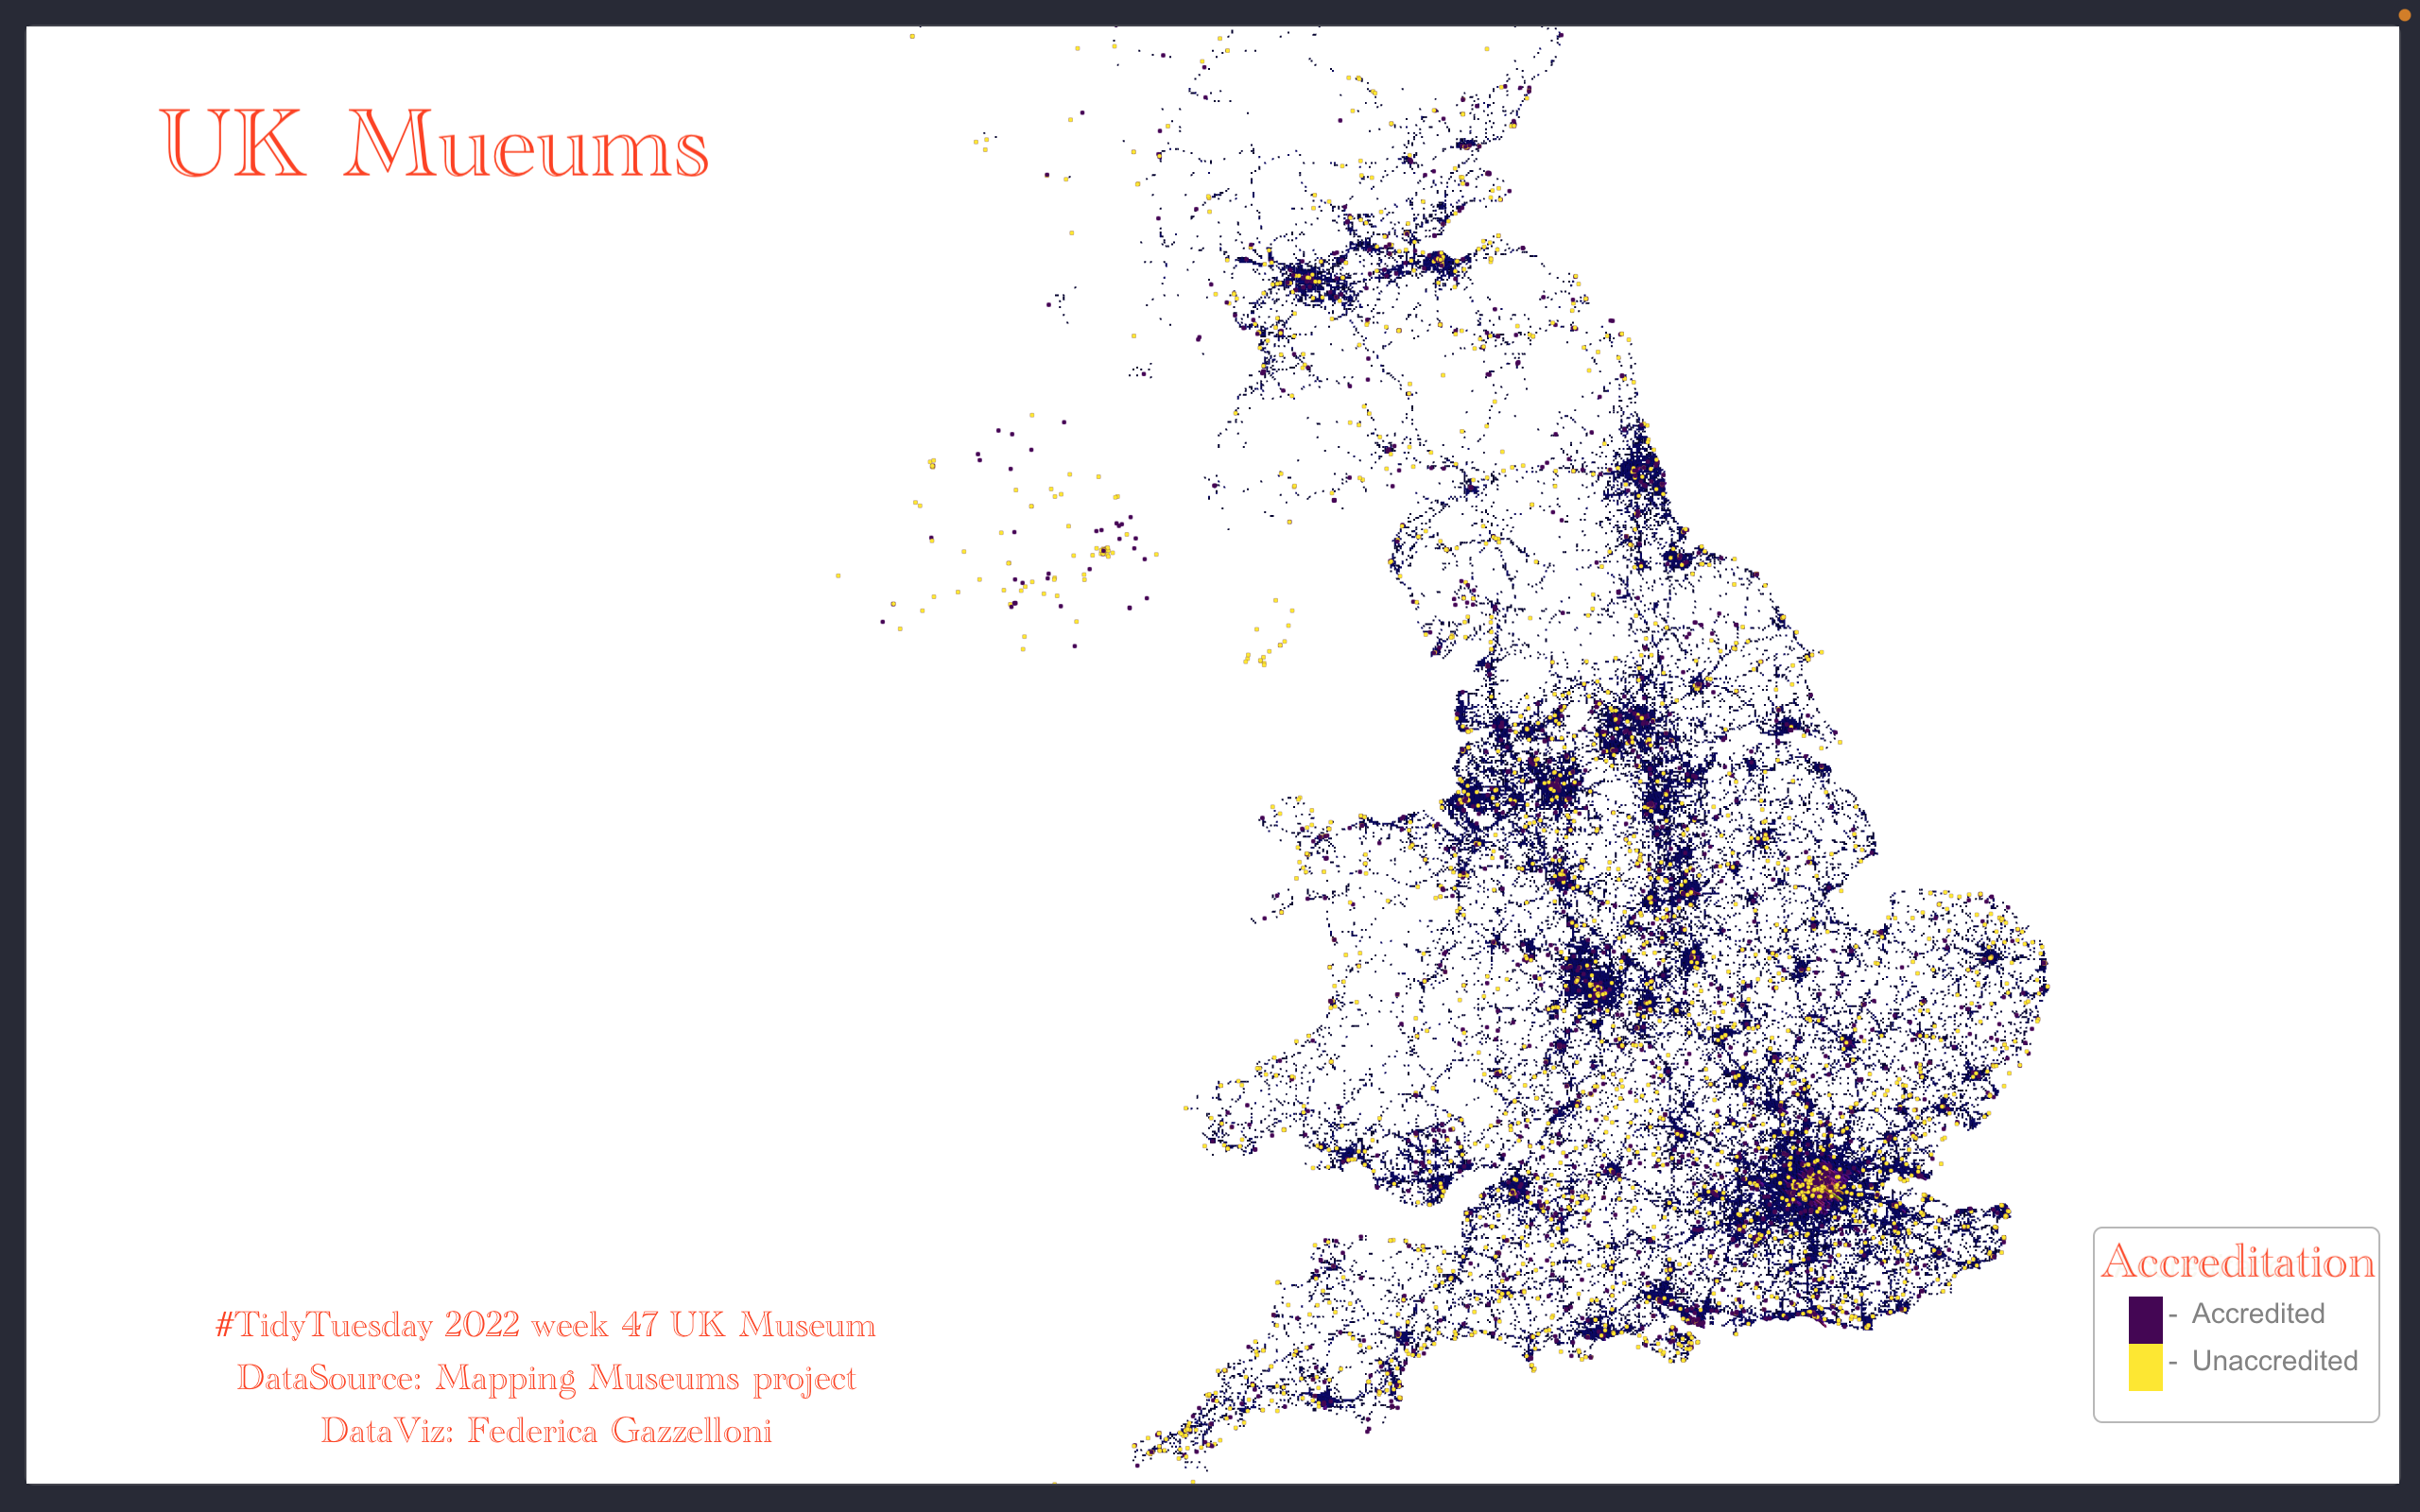 UK Mueums
#TidyTuesday 2022 week 47 UK Museum
DataSource: Mapping Museums project
DataViz: Federica Gazzelloni
Accreditation
- Accredited
- Unaccredited